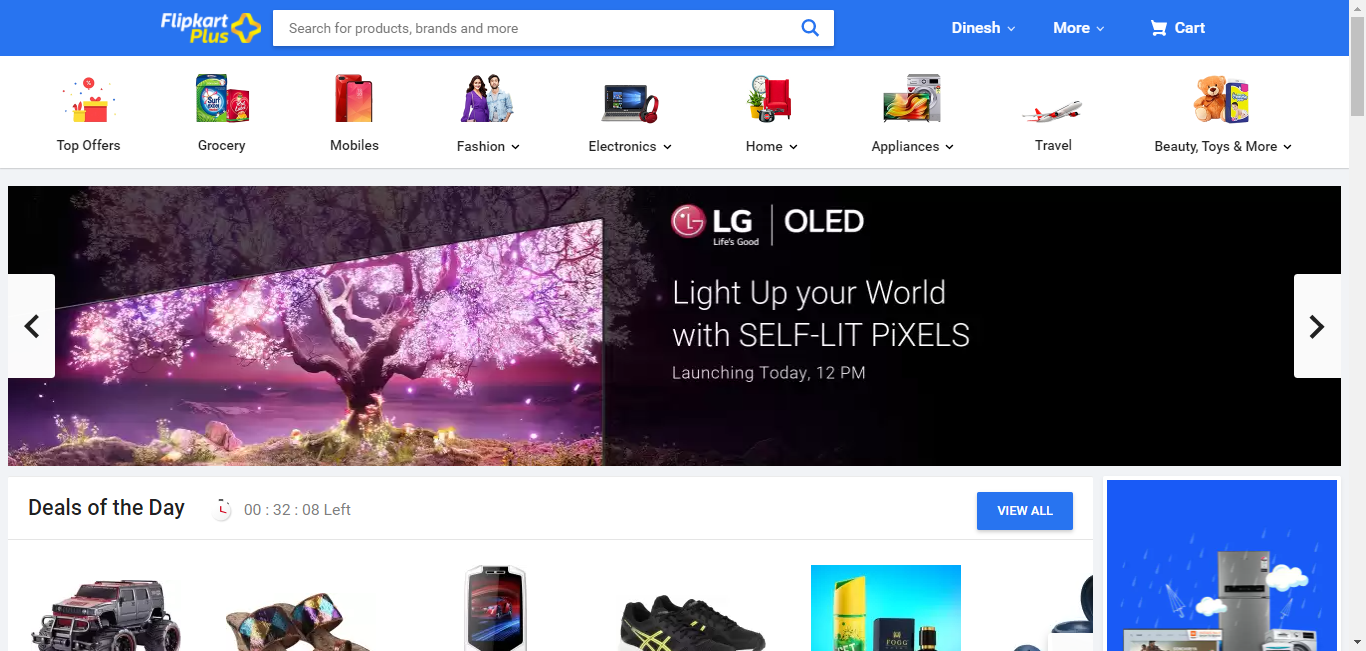 Flipkart
Plus
Search for products, brands and more
Dinesh
More
Cart
Top Offers
Grocery
Mobiles
Fashion
Electronics
Home
Appliances
Travel
Beauty, Toys & More
LG
Life's Good
OLED
Light Up your World
with SELF-LIT PiXELS
Launching Today, 12 PM
Deals of the Day
00 : 32 : 08 Left
VIEW ALL
FOGG